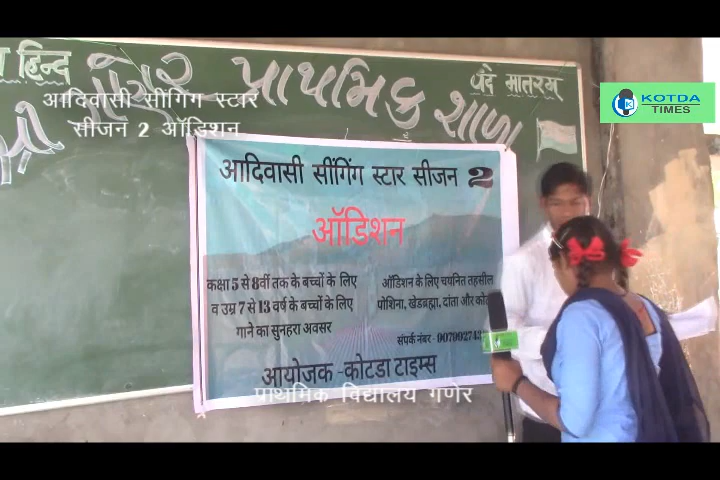 हिन्द
गणेर प्राथमिक शाळा
वंदे मातरम्
आदिवासी सींगिंग स्टार
सीजन 2 ऑडिशन
KOTDA
TIMES
आदिवासी सींगिंग स्टार सीजन 2
ऑडिशन
कक्षा 5 से 8वीं तक के बच्चों के लिए
व उम्र 7 से 13 वर्ष के बच्चों के लिए
गाने का सुनहरा अवसर
ऑडिशन के लिए चयनित तहसील
पोशिना, खेडब्रह्मा, दांता और
संपर्क नंबर -
आयोजक -कोटडा टाइम्स
प्राथमिक विद्यालय गणेर